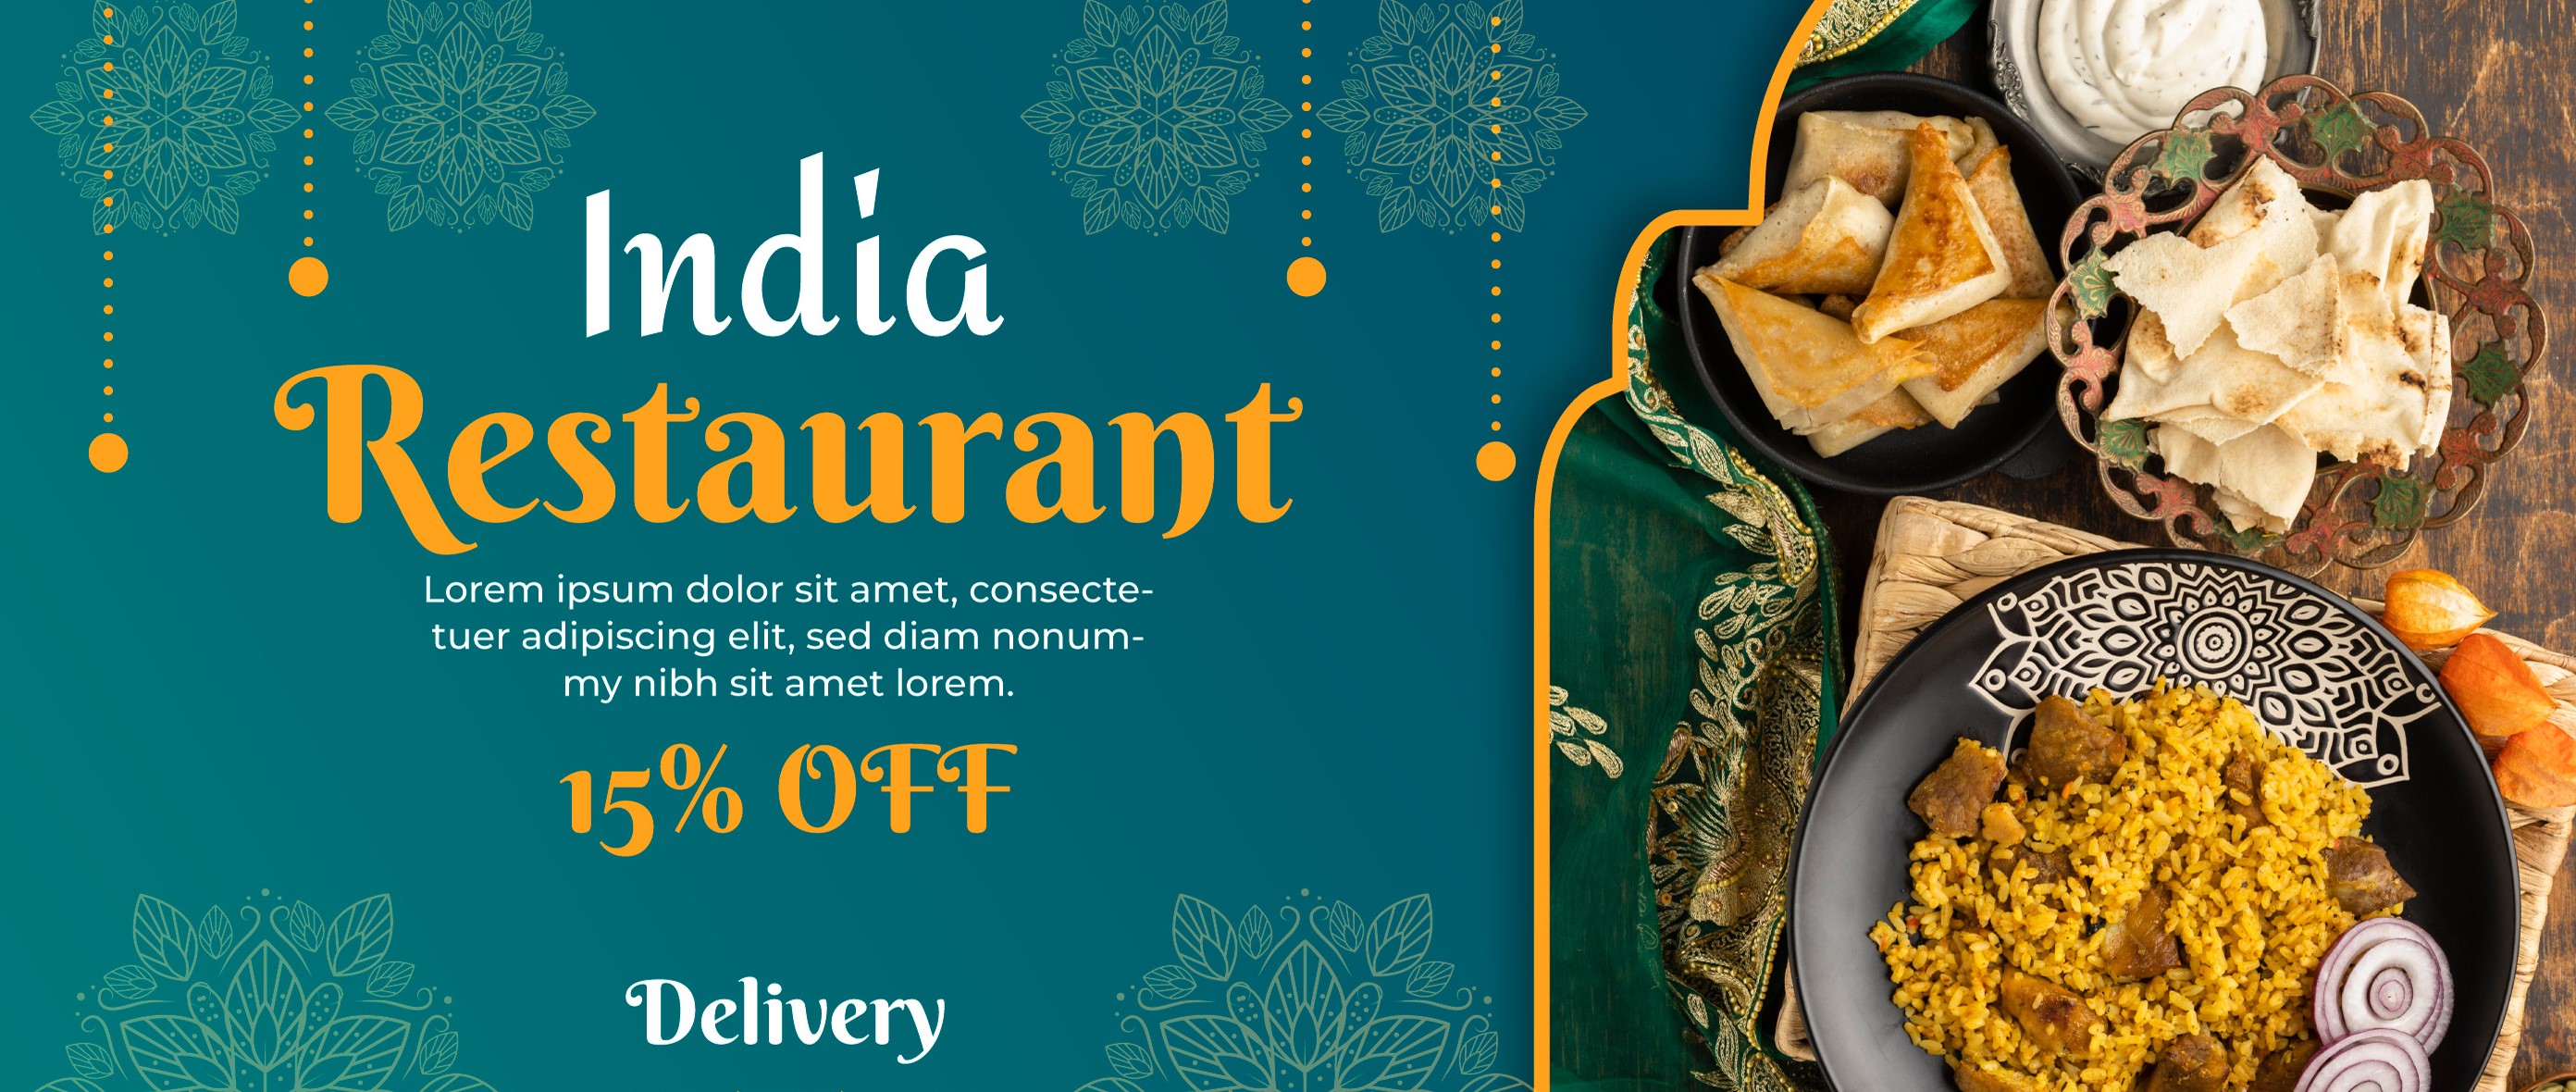 India
Restaurant
Lorem ipsum dolor sit amet, consecte-
tuer adipiscing elit, sed diam nonum-
my nibh sit amet lorem.
15% OFF
Delivery